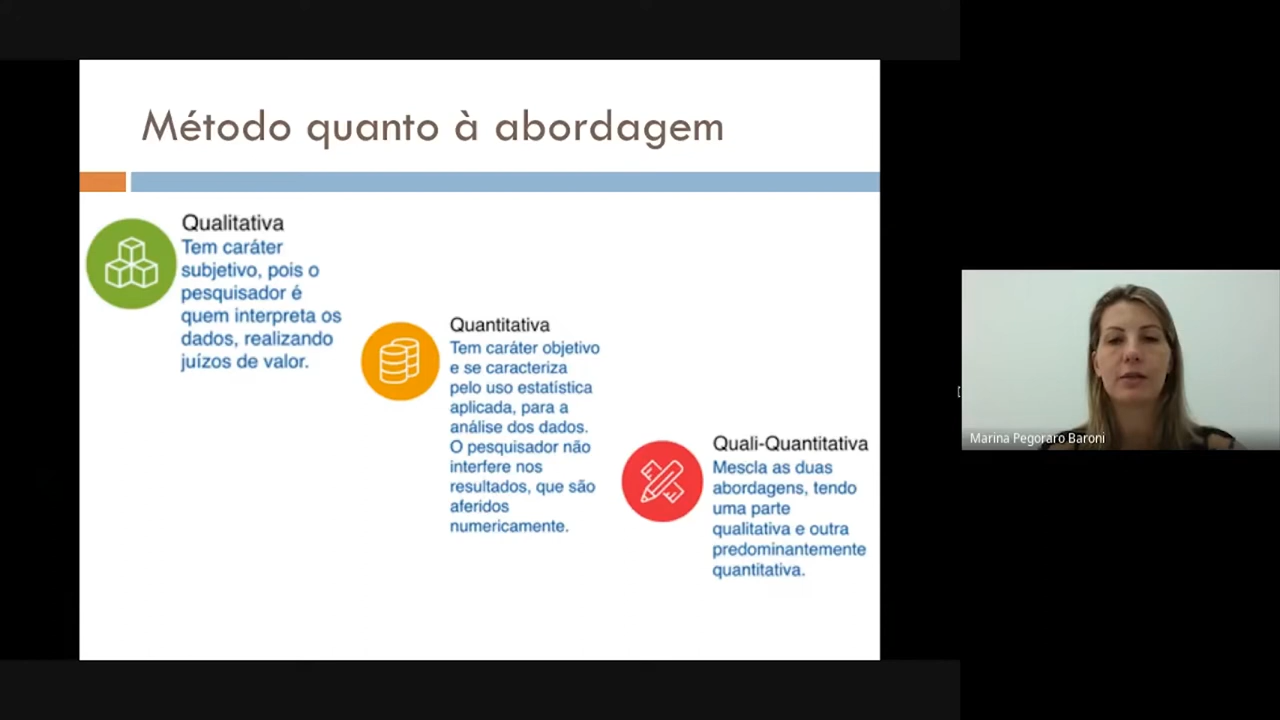 Método quanto à abordagem
Qualitativa
Tem caráter
subjetivo, pois o
pesquisador é
quem interpreta os
dados, realizando
juízos de valor.
Quantitativa
Tem caráter objetivo
e se caracteriza
pelo uso estatística
aplicada, para a
análise dos dados.
O pesquisador não
interfere nos
resultados, que são
aferidos
numericamente.
Quali-Quantitativa
Mescla as duas
abordagens, tendo
uma parte
qualitativa e outra
predominantemente
quantitativa.
Marina Pegoraro Baroni